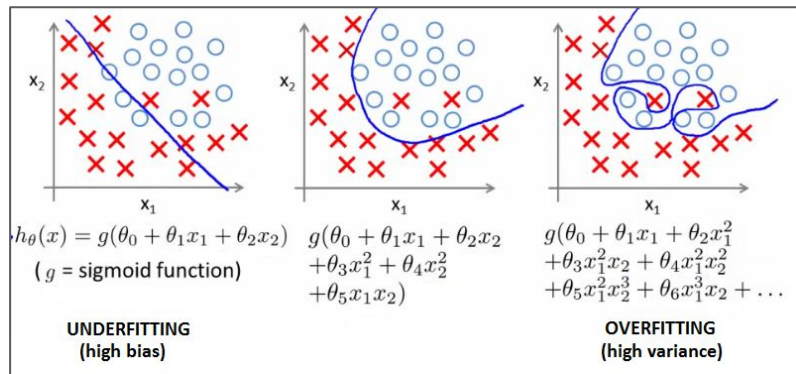 x₂
x₁
x₂
x₁
x₂
x₁
h_θ(x) = g(θ₀ + θ₁x₁ + θ₂x₂)
( g = sigmoid function)
UNDERFITTING
(high bias)
g(θ₀ + θ₁x₁ + θ₂x₂
+θ₃x₁² + θ₄x₂²
+θ₅x₁x₂)
g(θ₀ + θ₁x₁ + θ₂x₁²
+θ₃x₁²x₂ + θ₄x₁²x₂²
+θ₅x₁²x₂³ + θ₆x₁³x₂ + …
OVERFITTING
(high variance)